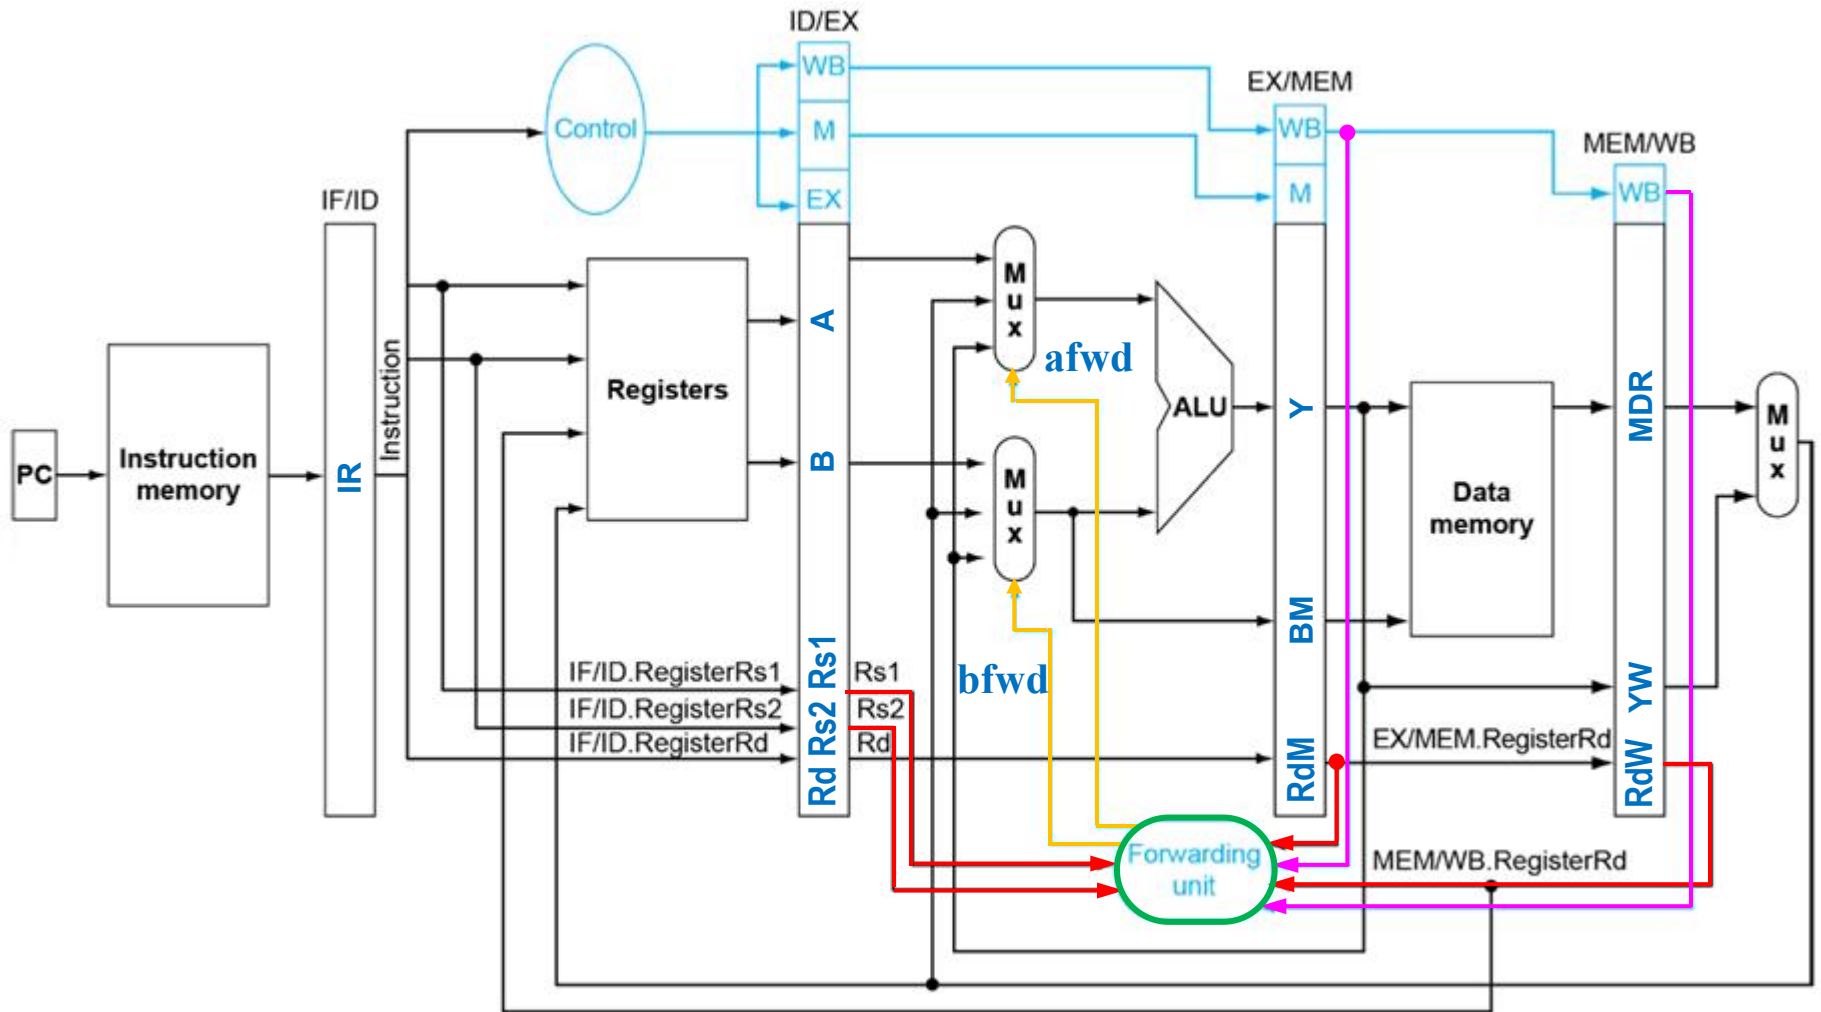 ID/EX
WB
EX/MEM
Control
M
WB
MEM/WB
IF/ID
EX
M
WB
M
u
x
A
Instruction
afwd
Registers
Y
ALU
MDR
M
u
x
PC
Instruction
memory
IR
B
M
u
x
Data
memory
BM
IF/ID.RegisterRs1
Rs1
Rs1
bfwd
YW
IF/ID.RegisterRs2
Rs2
Rs2
IF/ID.RegisterRd
Rd
Rd
EX/MEM.RegisterRd
RdM
RdW
Forwarding
unit
MEM/WB.RegisterRd